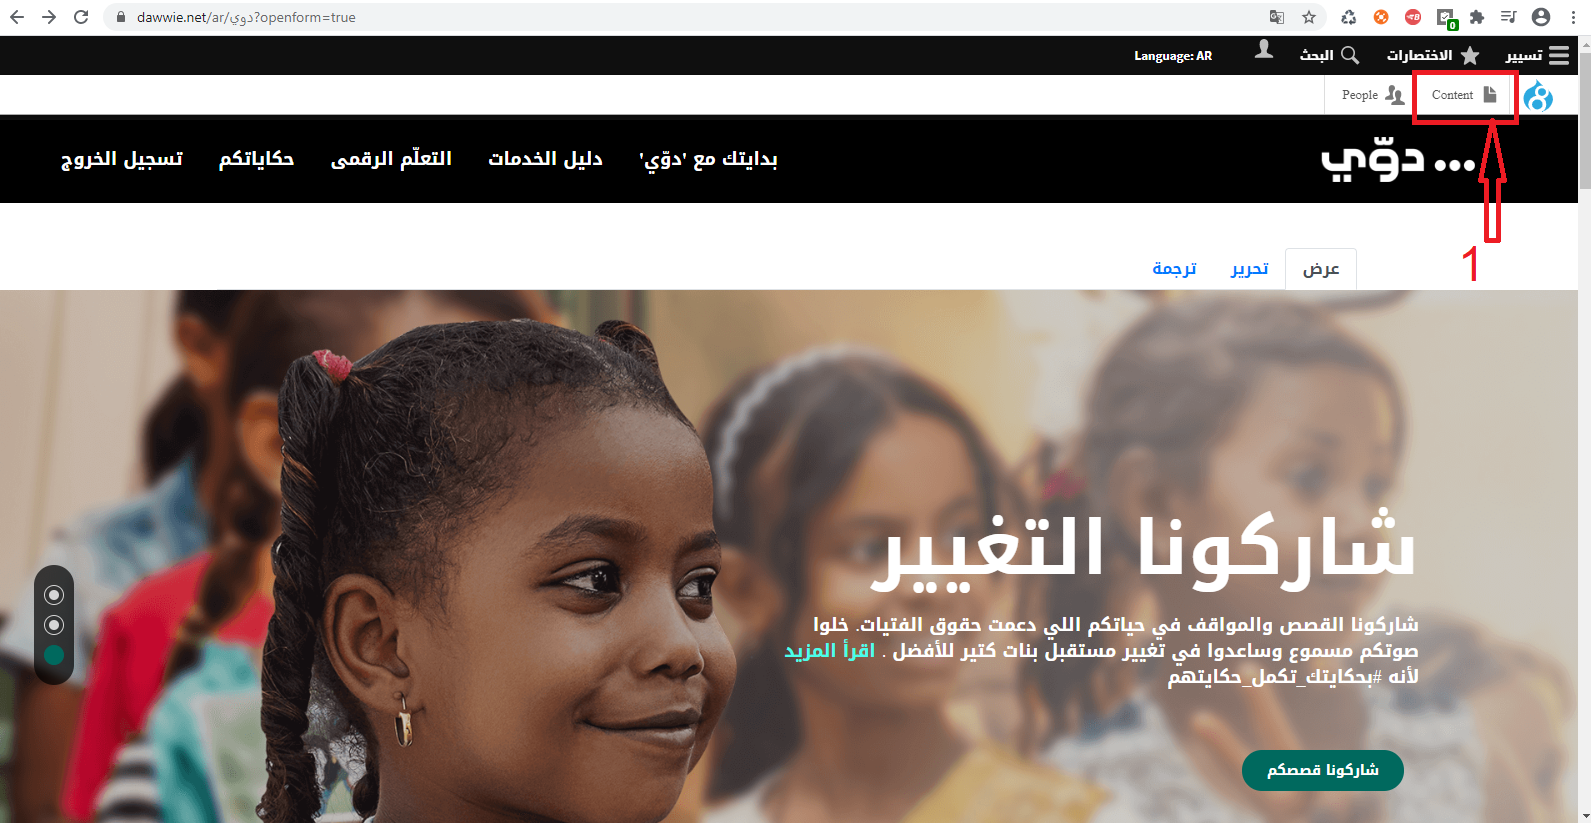 dawwie.net/ar/دوي?openform=true
تسيير الاختصارات البحث Language: AR
Content People
دوّي
بدايتك مع 'دوّي' دليل الخدمات التعلّم الرقمى حكاياتكم تسجيل الخروج
1
عرض تحرير ترجمة
شاركونا التغيير
شاركونا القصص والمواقف في حياتكم اللي دعمت حقوق الفتيات. خلوا
صوتكم مسموع وساعدوا في تغيير مستقبل بنات كتير للأفضل . اقرأ المزيد
لأنه #بحكايتك_تكمل_حكايتهم
شاركونا قصصكم
0